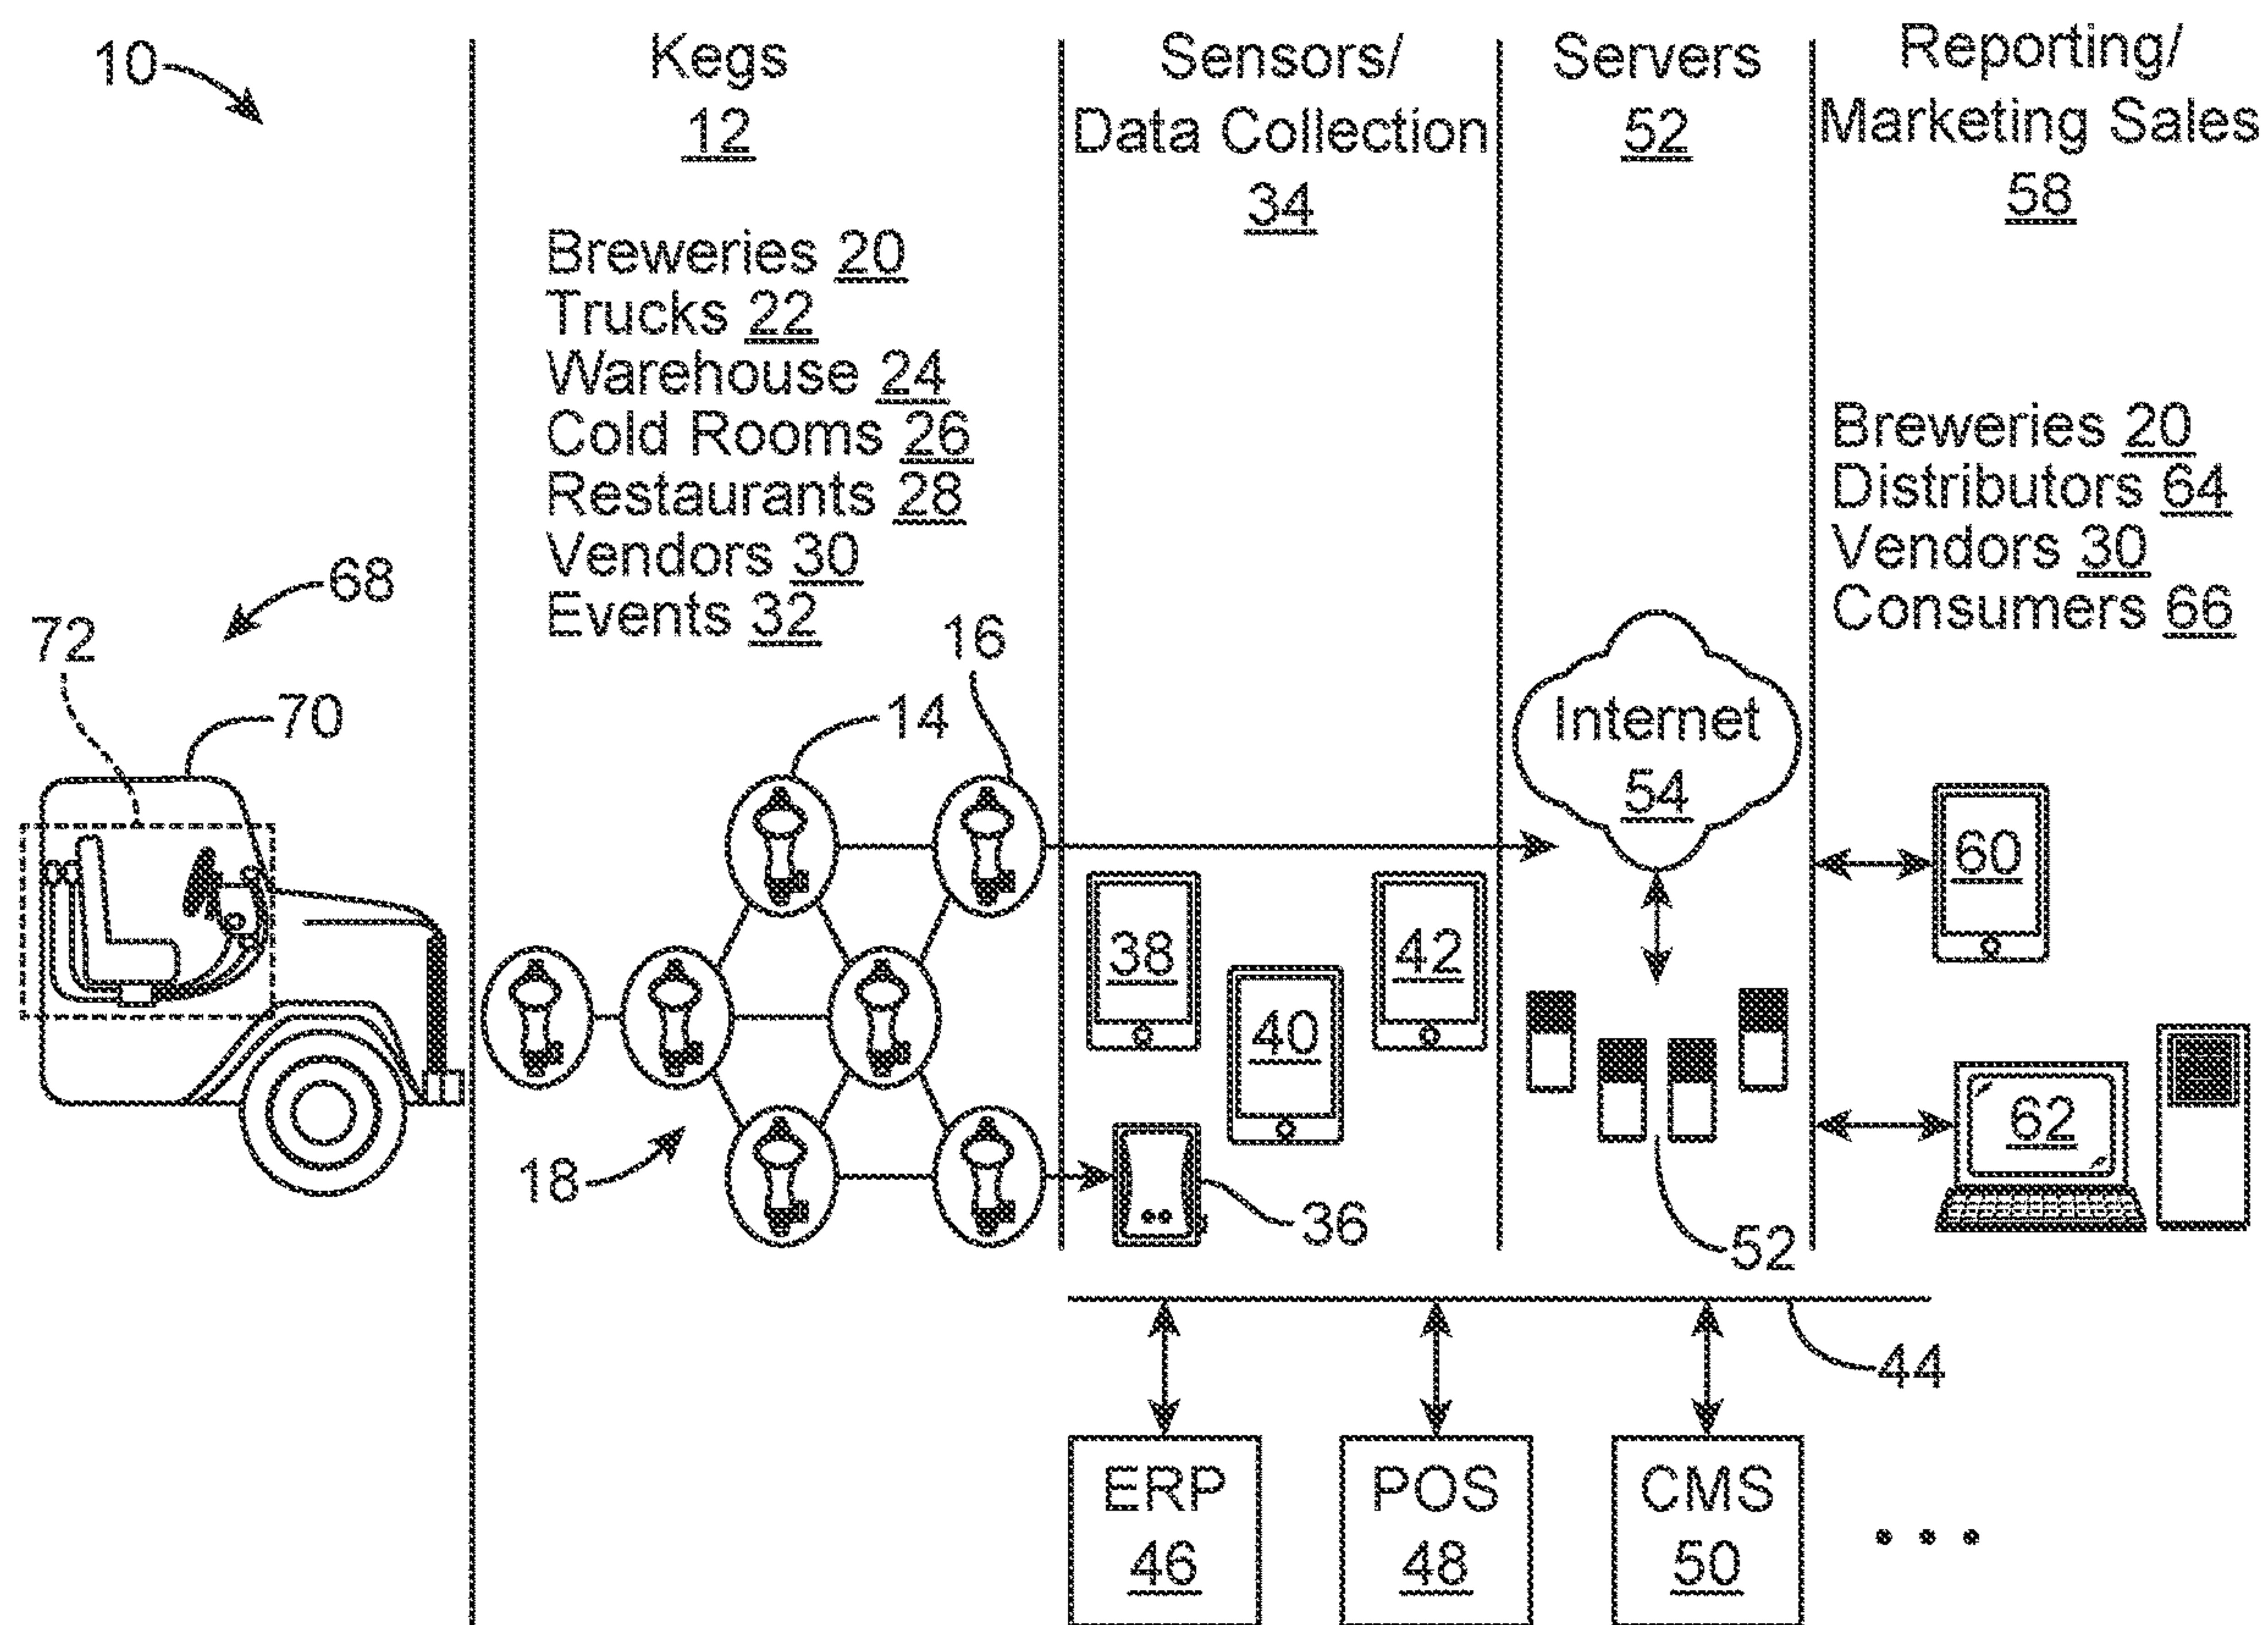 10
Kegs
12
Sensors/
Data Collection
34
Servers
52
Reporting/
Marketing Sales
58
Breweries 20
Trucks 22
Warehouse 24
Cold Rooms 26
Restaurants 28
Vendors 30
Events 32
Breweries 20
Distributors 64
Vendors 30
Consumers 66
68
72
70
14
16
18
Internet
54
38
40
42
36
52
60
62
44
ERP
46
POS
48
CMS
50
• • •